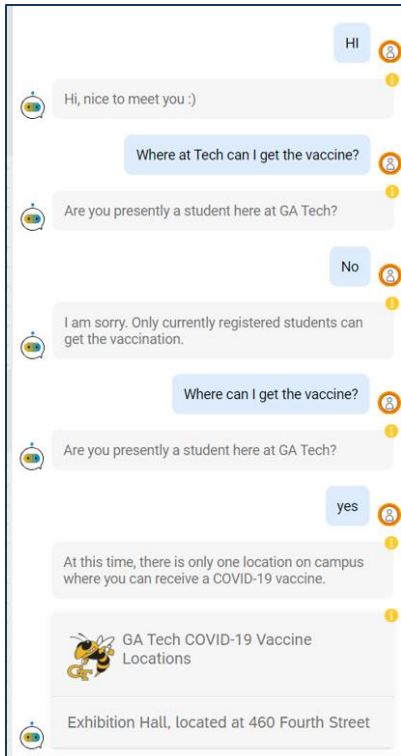 HI
Hi, nice to meet you :)
Where at Tech can I get the vaccine?
Are you presently a student here at GA Tech?
No
I am sorry. Only currently registered students can
get the vaccination.
Where can I get the vaccine?
Are you presently a student here at GA Tech?
yes
At this time, there is only one location on campus
where you can receive a COVID-19 vaccine.
GT
GA Tech COVID-19 Vaccine
Locations
Exhibition Hall, located at 460 Fourth Street